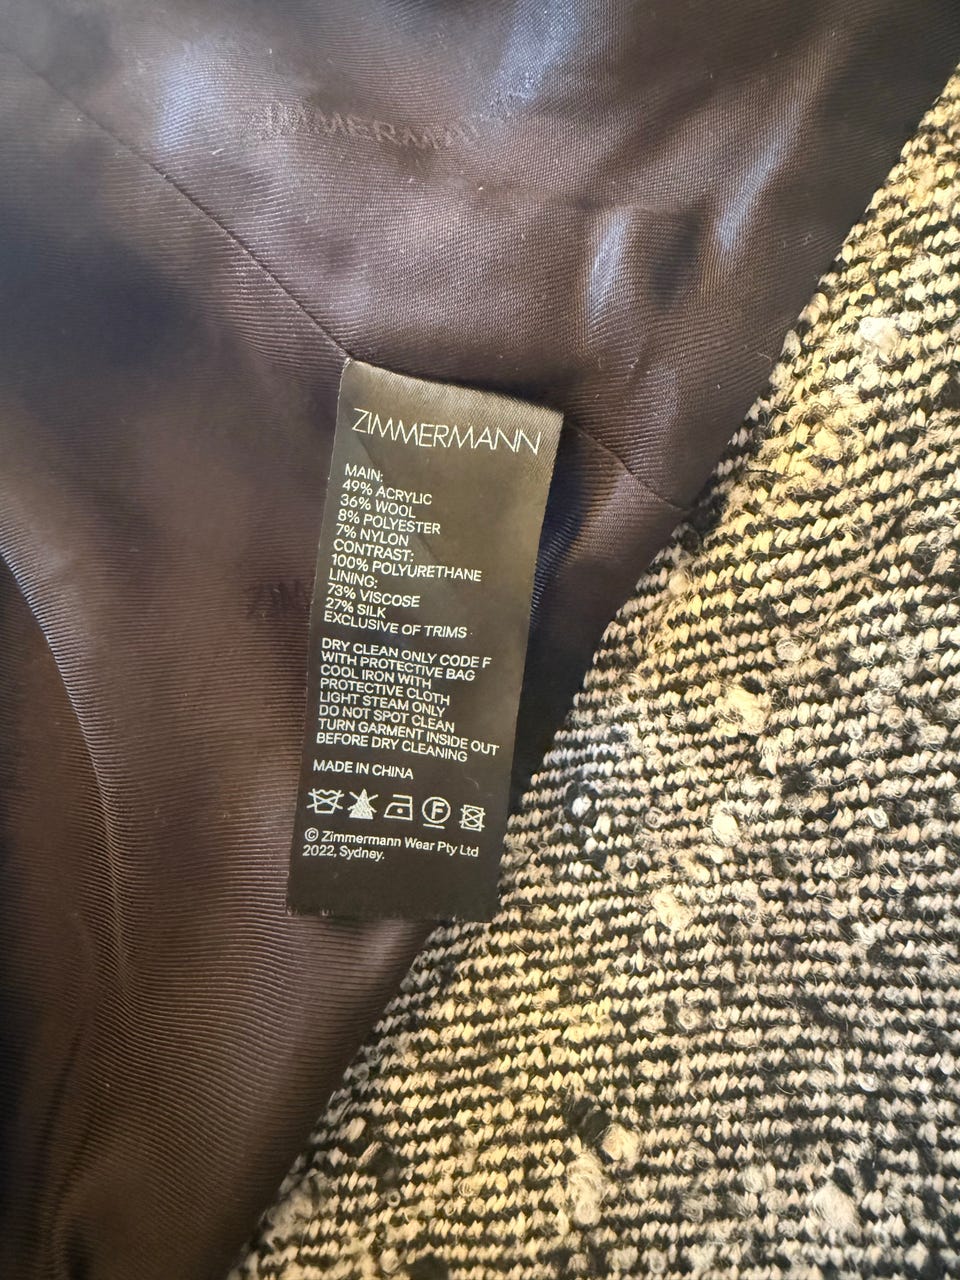 ZIMMERMANN
ZIMMERMANN
MAIN:
49% ACRYLIC
36% WOOL
8% POLYESTER
7% NYLON
CONTRAST:
100% POLYURETHANE
LINING:
73% VISCOSE
27% SILK
EXCLUSIVE OF TRIMS
DRY CLEAN ONLY CODE F
WITH PROTECTIVE BAG
COOL IRON WITH
PROTECTIVE CLOTH
LIGHT STEAM ONLY
DO NOT SPOT CLEAN
TURN GARMENT INSIDE OUT
BEFORE DRY CLEANING
MADE IN CHINA
F
© Zimmermann Wear Pty Ltd
2022, Sydney.